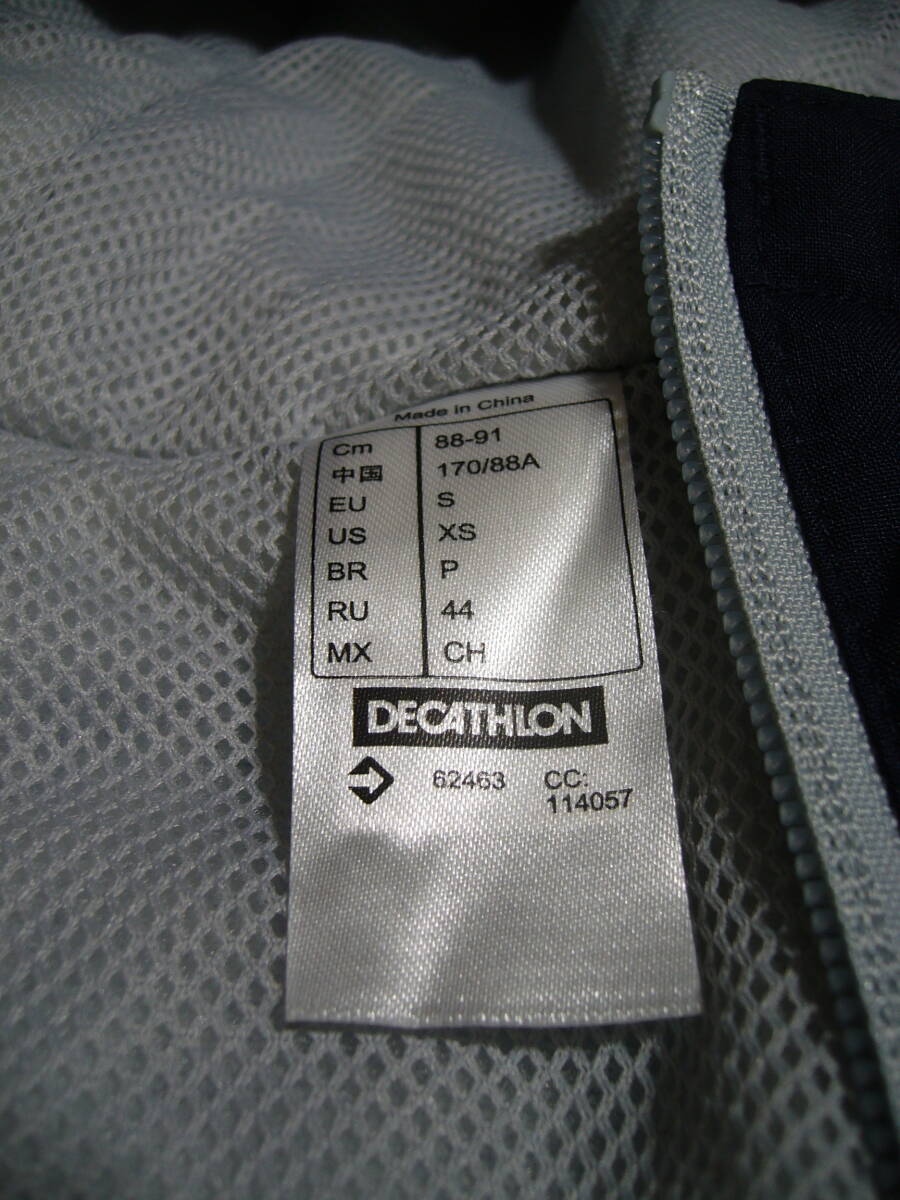 Made in China
Cm 88-91
中国 170/88A
EU S
US XS
BR P
RU 44
MX CH
DECATHLON
62463 CC:
114057